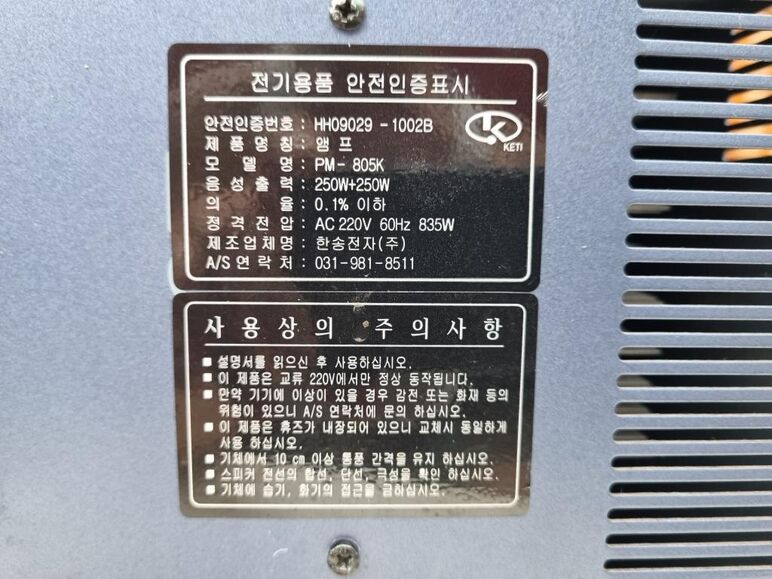 전기용품 안전인증표시
안전인증번호 : HH09029 -1002B
KETI
제 품 명 칭 : 앰 프
모 델 명 : PM- 805K
음 성 출 력 : 250W+250W
의 율 : 0.1% 이하
정 격 전 압 : AC 220V 60Hz 835W
제조업체명 : 한송전자(주)
A/S 연 락 처 : 031-981-8511
사 용 상 의 주 의 사 항
■ 설명서를 읽으신 후 사용하십시오.
■ 이 제품은 교류 220V에서만 정상 동작됩니다.
■ 만약 기기에 이상이 있을 경우 감전 또는 화재 등의
위험이 있으니 A/S 연락처에 문의 하십시오.
■ 이 제품은 휴즈가 내장되어 있으니 교체시 동일하게
사용 하십시오.
■ 기체에서 10 cm 이상 통풍 간격을 유지 하십시오.
■ 스피커 전선의 합선, 단선, 극성을 확인 하십시오.
■ 기체에 습기, 화기의 접근을 금하십시오.